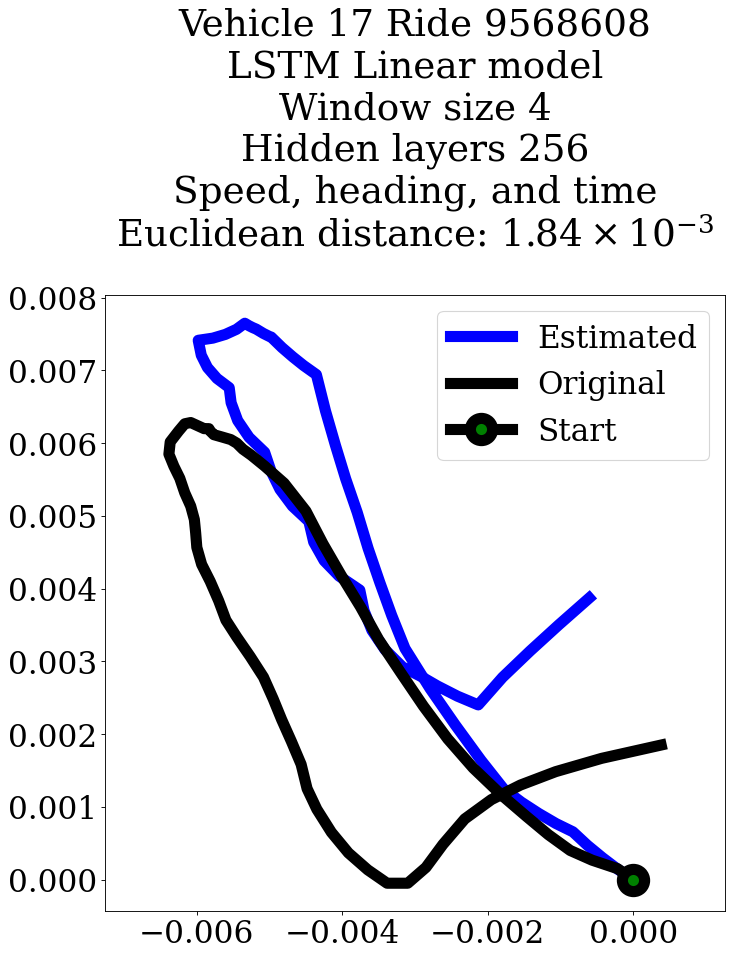 Vehicle 17 Ride 9568608
LSTM Linear model
Window size 4
Hidden layers 256
Speed, heading, and time
Euclidean distance: 1.84 × 10⁻³
Estimated
Original
Start
0.008
0.007
0.006
0.005
0.004
0.003
0.002
0.001
0.000
−0.006 −0.004 −0.002 0.000